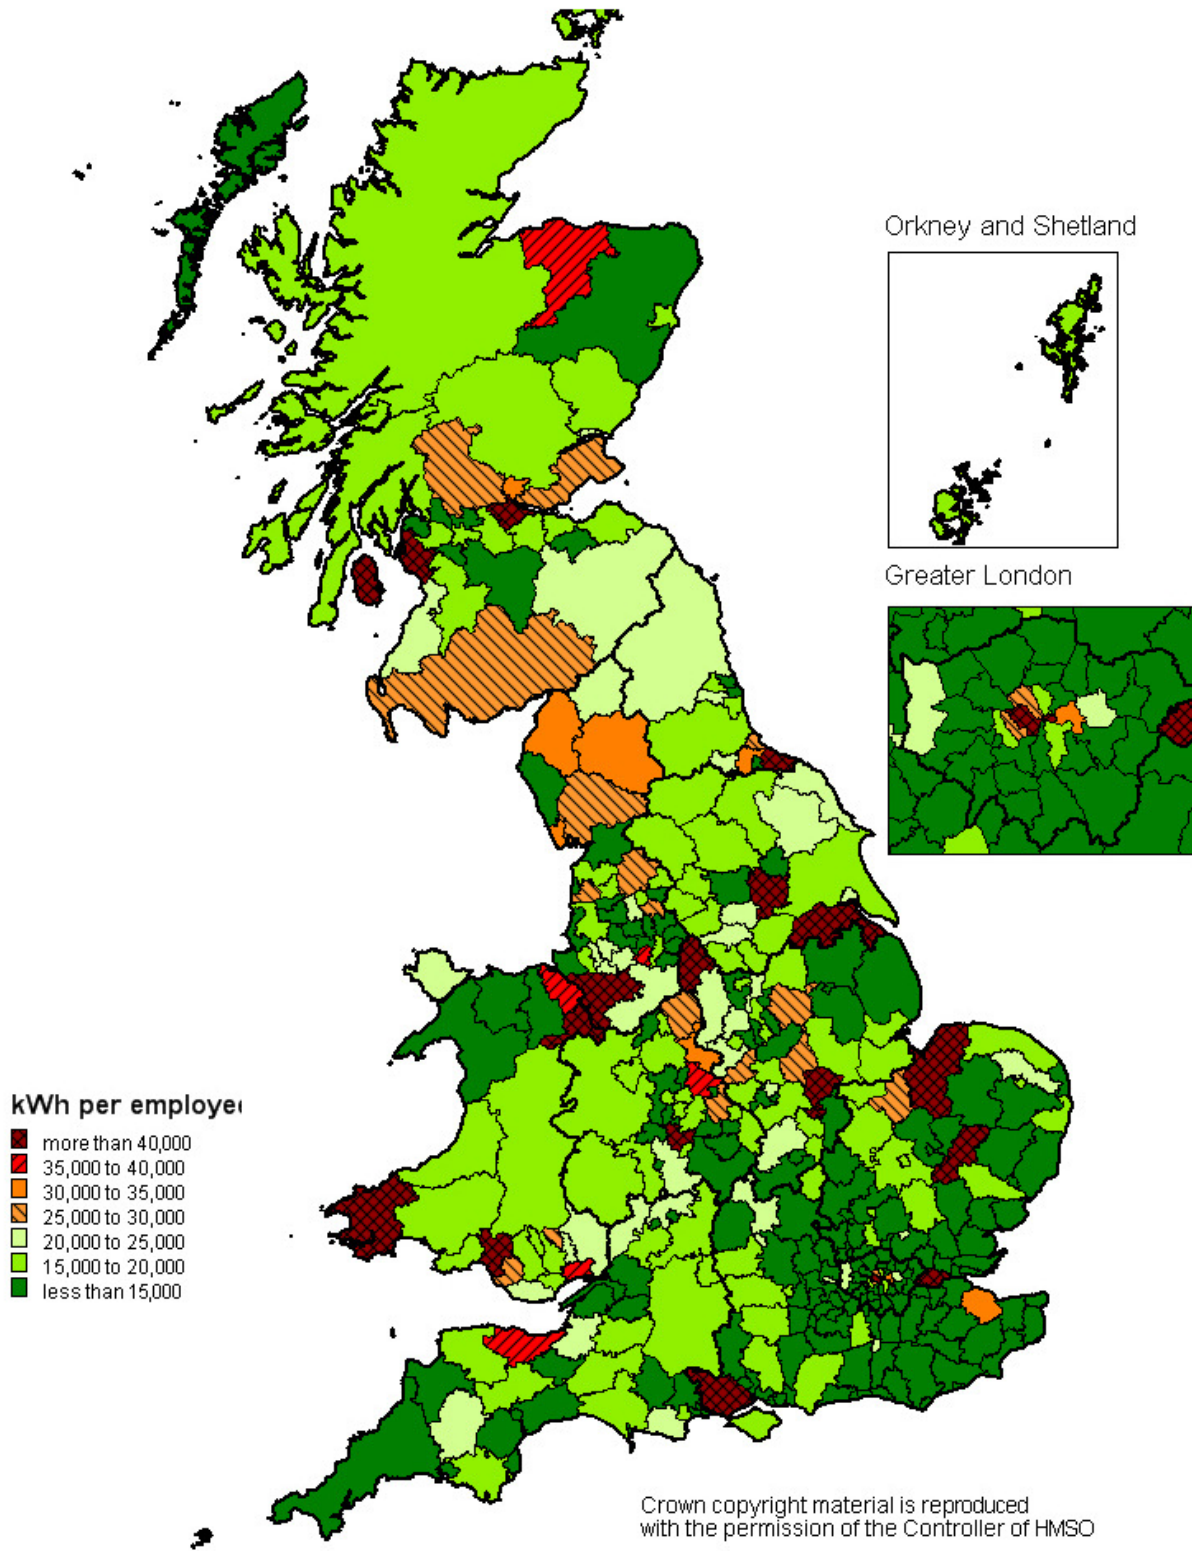 Orkney and Shetland
Greater London
kWh per employe
more than 40,000
35,000 to 40,000
30,000 to 35,000
25,000 to 30,000
20,000 to 25,000
15,000 to 20,000
less than 15,000
Crown copyright material is reproduced
with the permission of the Controller of HMSO